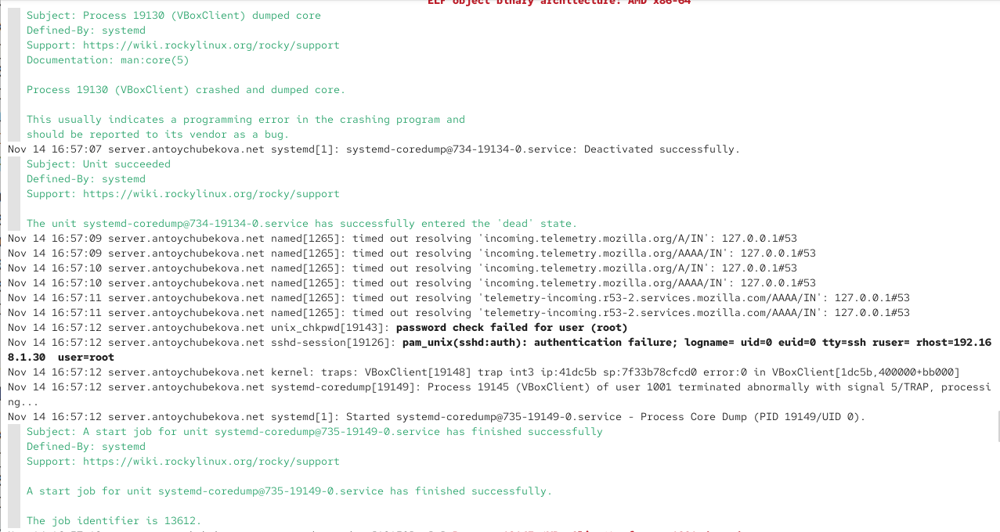 ELF object binary architecture: AMD x86-64
Subject: Process 19130 (VBoxClient) dumped core
Defined-By: systemd
Support: https://wiki.rockylinux.org/rocky/support
Documentation: man:core(5)
Process 19130 (VBoxClient) crashed and dumped core.
This usually indicates a programming error in the crashing program and
should be reported to its vendor as a bug.
Nov 14 16:57:07 server.antoychubekova.net systemd[1]: systemd-coredump@734-19134-0.service: Deactivated successfully.
Subject: Unit succeeded
Defined-By: systemd
Support: https://wiki.rockylinux.org/rocky/support
The unit systemd-coredump@734-19134-0.service has successfully entered the 'dead' state.
Nov 14 16:57:09 server.antoychubekova.net named[1265]: timed out resolving 'incoming.telemetry.mozilla.org/A/IN': 127.0.0.1#53
Nov 14 16:57:09 server.antoychubekova.net named[1265]: timed out resolving 'incoming.telemetry.mozilla.org/AAAA/IN': 127.0.0.1#53
Nov 14 16:57:10 server.antoychubekova.net named[1265]: timed out resolving 'incoming.telemetry.mozilla.org/A/IN': 127.0.0.1#53
Nov 14 16:57:10 server.antoychubekova.net named[1265]: timed out resolving 'incoming.telemetry.mozilla.org/AAAA/IN': 127.0.0.1#53
Nov 14 16:57:11 server.antoychubekova.net named[1265]: timed out resolving 'telemetry-incoming.r53-2.services.mozilla.com/AAAA/IN': 127.0.0.1#53
Nov 14 16:57:11 server.antoychubekova.net named[1265]: timed out resolving 'telemetry-incoming.r53-2.services.mozilla.com/AAAA/IN': 127.0.0.1#53
Nov 14 16:57:12 server.antoychubekova.net unix_chkpwd[19143]: password check failed for user (root)
Nov 14 16:57:12 server.antoychubekova.net sshd-session[19126]: pam_unix(sshd:auth): authentication failure; logname= uid=0 euid=0 tty=ssh ruser= rhost=192.16
8.1.30  user=root
Nov 14 16:57:12 server.antoychubekova.net kernel: traps: VBoxClient[19148] trap int3 ip:41dc5b sp:7f33b78cfcd0 error:0 in VBoxClient[1dc5b,400000+bb000]
Nov 14 16:57:12 server.antoychubekova.net systemd-coredump[19149]: Process 19145 (VBoxClient) of user 1001 terminated abnormally with signal 5/TRAP, processi
ng...
Nov 14 16:57:12 server.antoychubekova.net systemd[1]: Started systemd-coredump@735-19149-0.service - Process Core Dump (PID 19149/UID 0).
Subject: A start job for unit systemd-coredump@735-19149-0.service has finished successfully
Defined-By: systemd
Support: https://wiki.rockylinux.org/rocky/support
A start job for unit systemd-coredump@735-19149-0.service has finished successfully.
The job identifier is 13612.